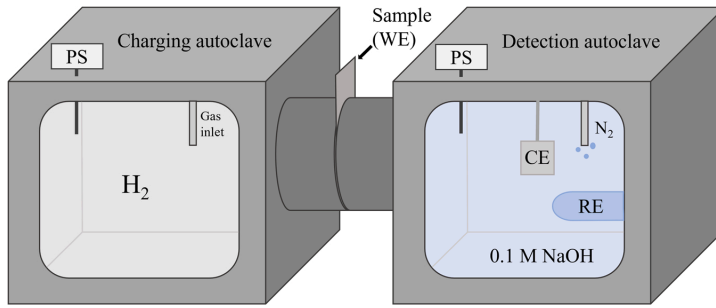 Charging autoclave
PS
Gas
inlet
H₂
Sample
(WE)
Detection autoclave
PS
N₂
CE
RE
0.1 M NaOH